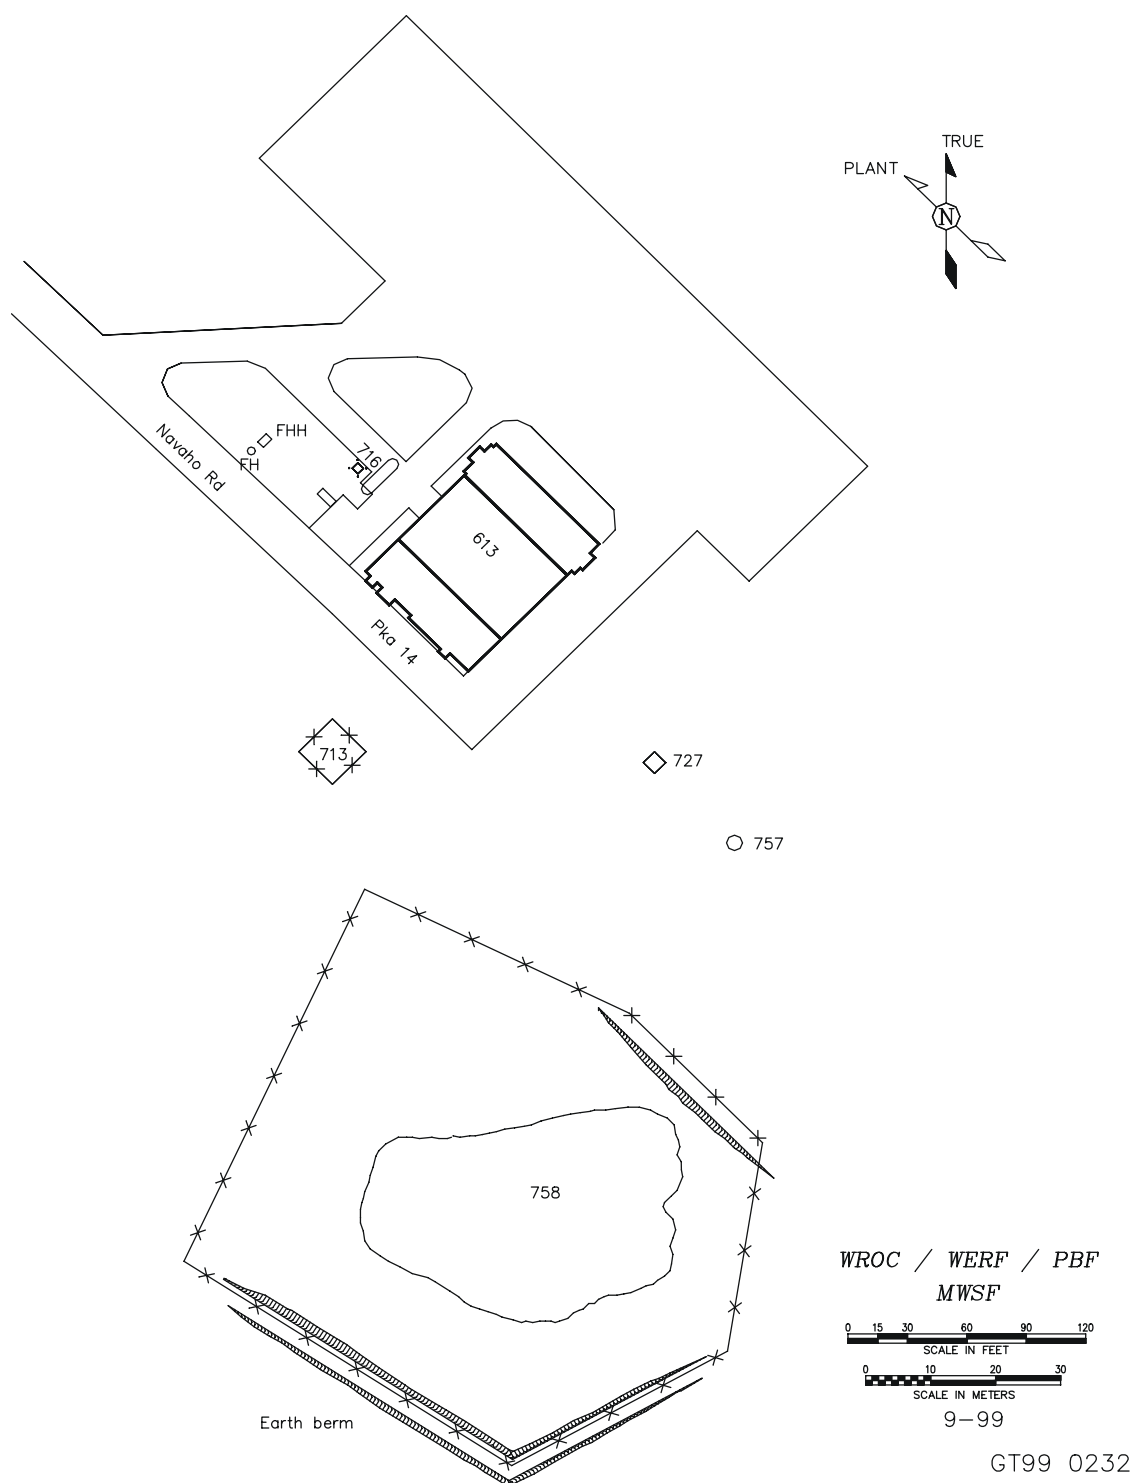 TRUE
PLANT
N
FHH
FH
716
Navaho Rd
613
Pka 14
713
727
757
758
WROC / WERF / PBF
MWSF
0 15 30 60 90 120
SCALE IN FEET
0 10 20 30
SCALE IN METERS
Earth berm
9-99
GT99 0232